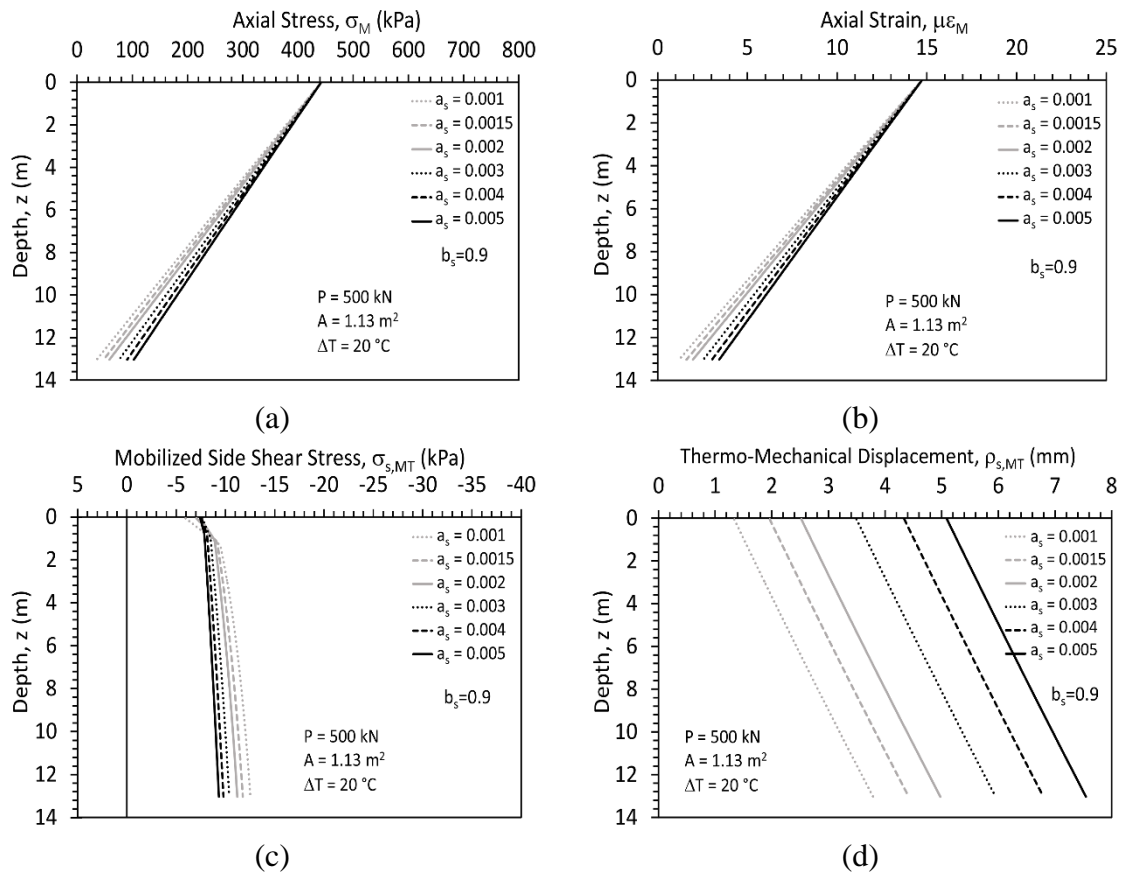 Axial Stress, σM (kPa)
0 100 200 300 400 500 600 700 800
0
2
4
6
8
10
12
14
Depth, z (m)
as = 0.001
as = 0.0015
as = 0.002
as = 0.003
as = 0.004
as = 0.005
bs=0.9
P = 500 kN
A = 1.13 m²
ΔT = 20 °C
(a)
Axial Strain, μεM
0 5 10 15 20 25
0
2
4
6
8
10
12
14
Depth, z (m)
as = 0.001
as = 0.0015
as = 0.002
as = 0.003
as = 0.004
as = 0.005
bs=0.9
P = 500 kN
A = 1.13 m²
ΔT = 20 °C
(b)
Mobilized Side Shear Stress, σs,MT (kPa)
5 0 -5 -10 -15 -20 -25 -30 -35 -40
0
2
4
6
8
10
12
14
Depth, z (m)
as = 0.001
as = 0.0015
as = 0.002
as = 0.003
as = 0.004
as = 0.005
bs=0.9
P = 500 kN
A = 1.13 m²
ΔT = 20 °C
(c)
Thermo-Mechanical Displacement, ρs,MT (mm)
0 1 2 3 4 5 6 7 8
0
2
4
6
8
10
12
14
Depth, z (m)
as = 0.001
as = 0.0015
as = 0.002
as = 0.003
as = 0.004
as = 0.005
bs=0.9
P = 500 kN
A = 1.13 m²
ΔT = 20 °C
(d)